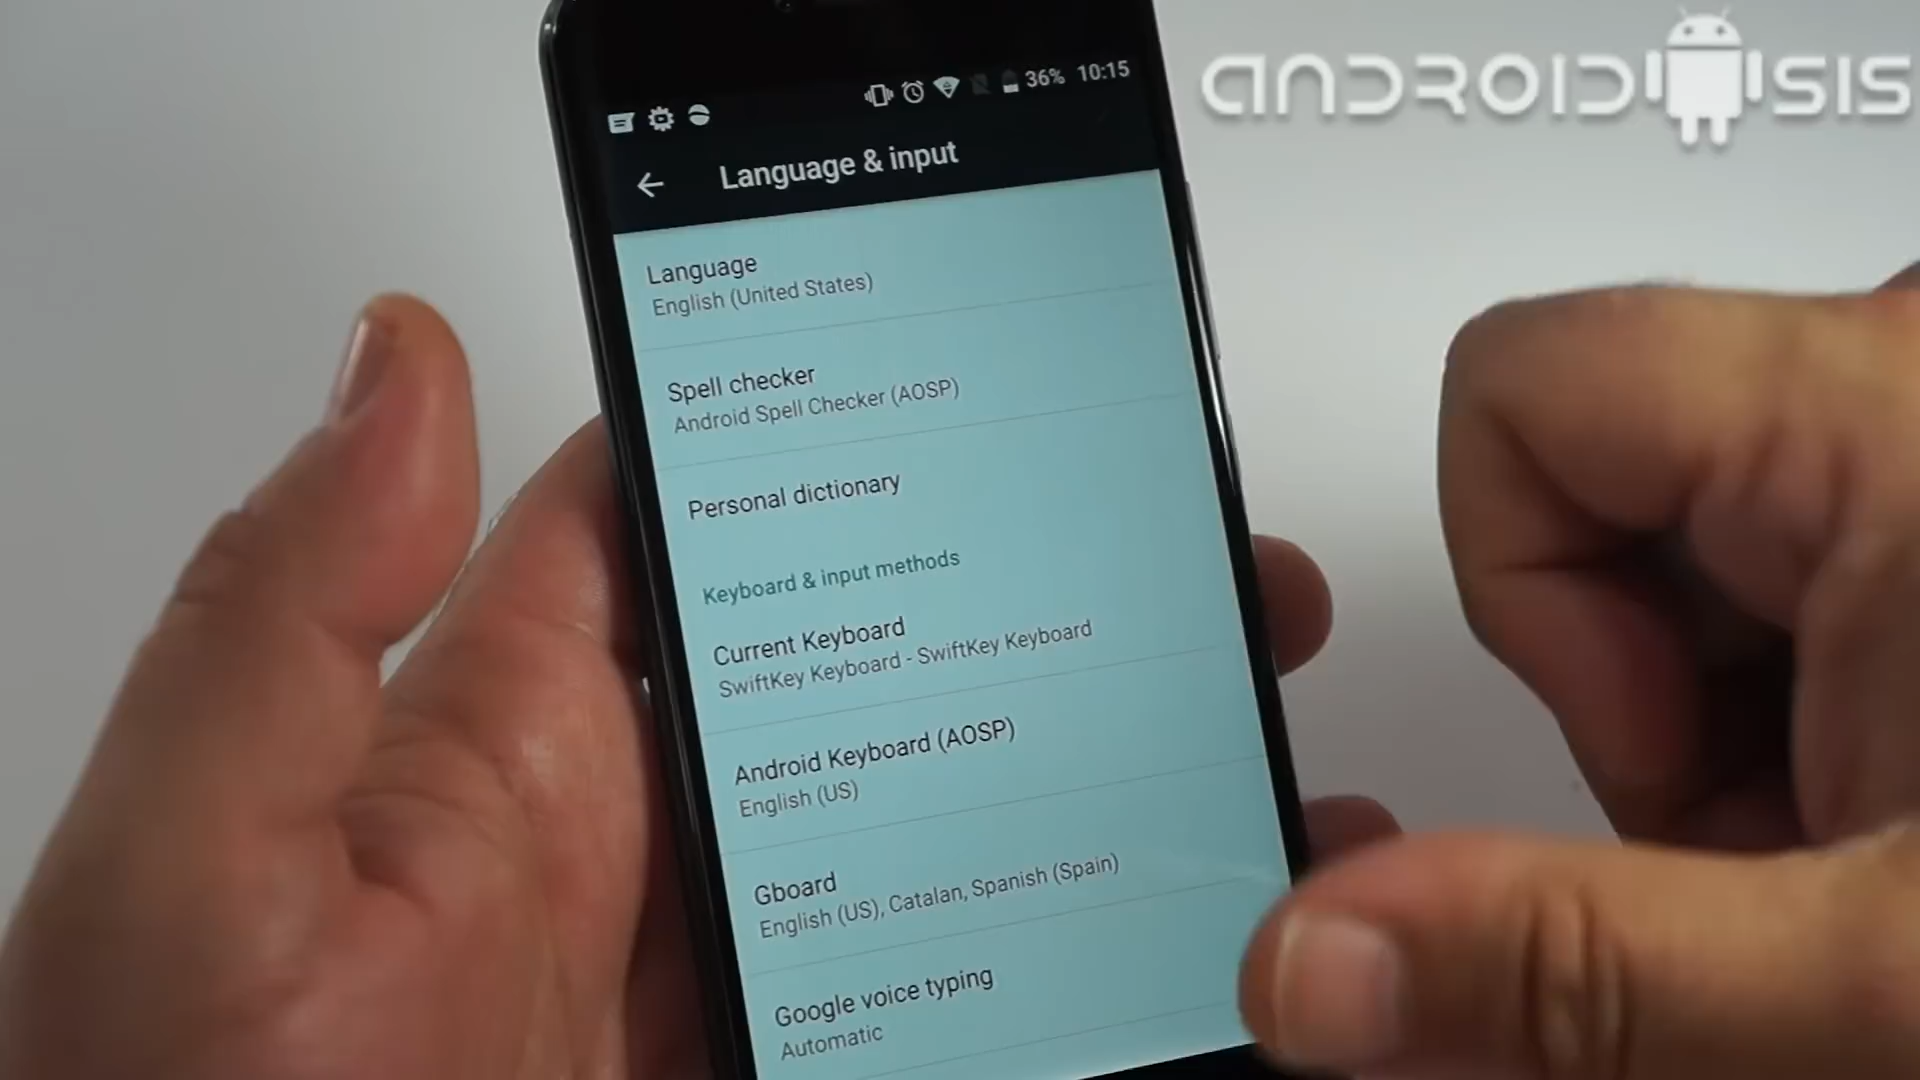 ANDROIDSIS
36% 10:15
Language & input
Language
English (United States)
Spell checker
Android Spell Checker (AOSP)
Personal dictionary
Keyboard & input methods
Current Keyboard
SwiftKey Keyboard - SwiftKey Keyboard
Android Keyboard (AOSP)
English (US)
Gboard
English (US), Catalan, Spanish (Spain)
Google voice typing
Automatic